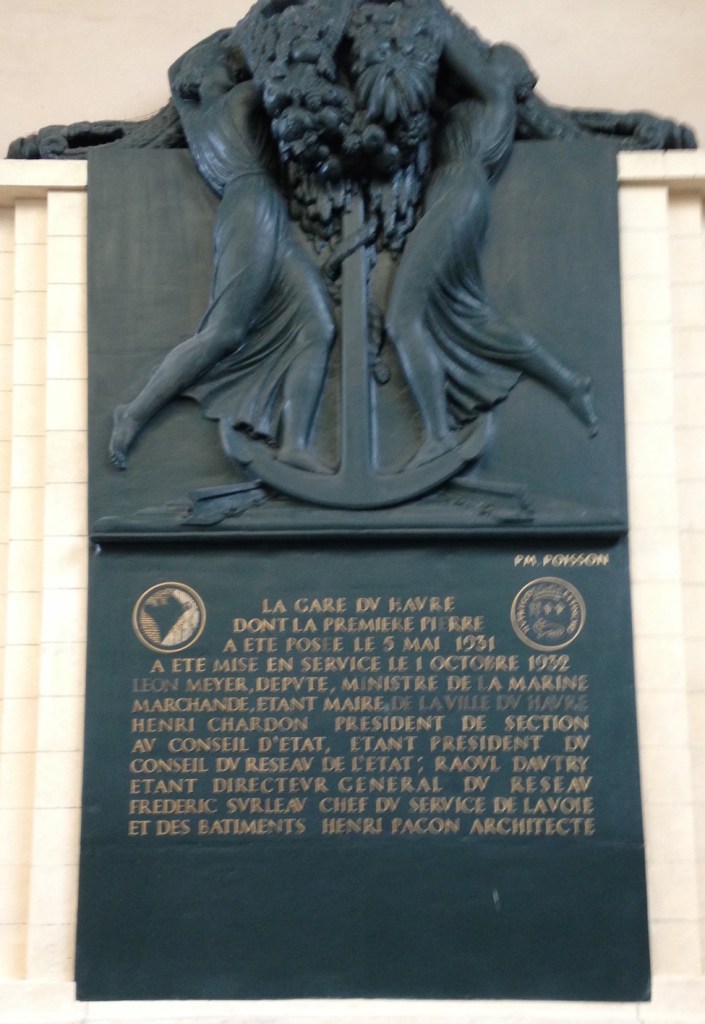 P.M. POISSON
LA GARE DV HAVRE
DONT LA PREMIERE PIERRE
A ETE POSEE LE 5 MAI 1931
A ETE MISE EN SERVICE LE 1 OCTOBRE 1932
LEON MEYER, DEPVTE, MINISTRE DE LA MARINE
MARCHANDE, ETANT MAIRE DE LA VILLE DV HAVRE
HENRI CHARDON PRESIDENT DE SECTION
AV CONSEIL D'ETAT, ETANT PRESIDENT DV
CONSEIL DV RESEAV DE L'ETAT; RAOVL DAVTRY
ETANT DIRECTEVR GENERAL DV RESEAV
FREDERIC SVRLEAV CHEF DV SERVICE DE LA VOIE
ET DES BATIMENTS HENRI PACON ARCHITECTE